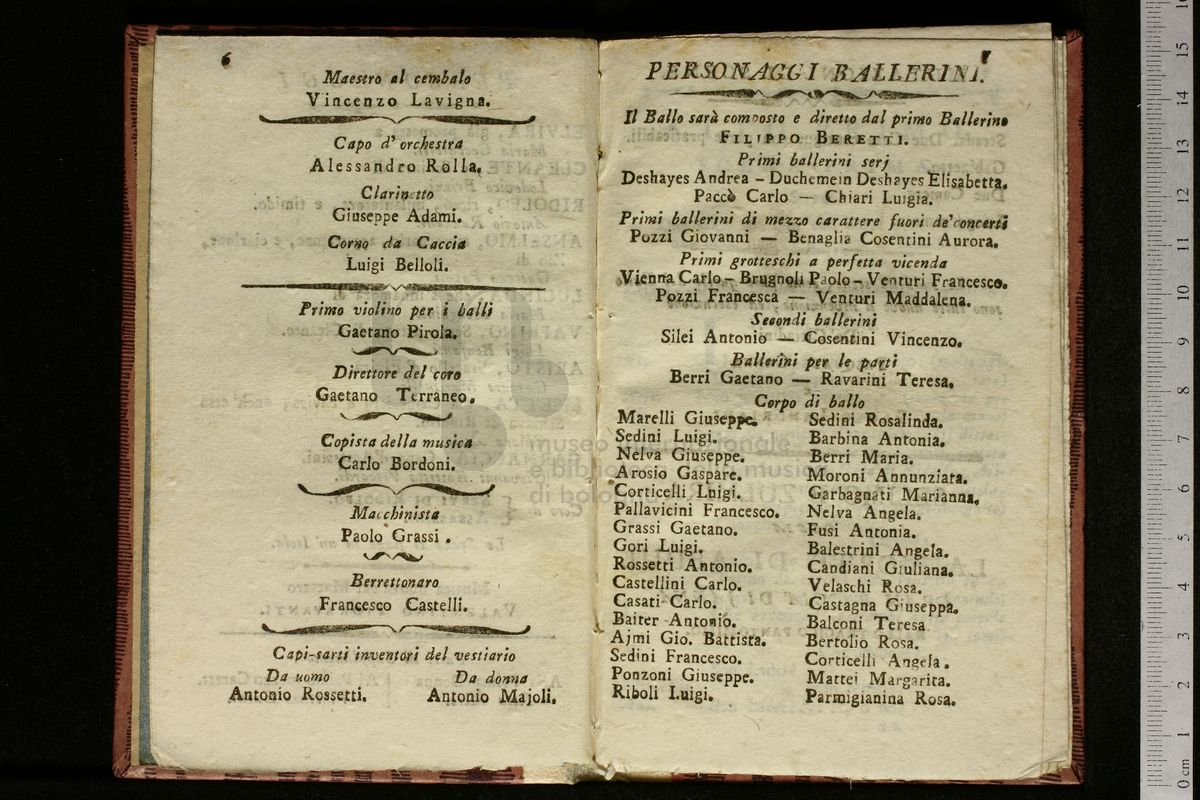 6
Maestro al cembalo
Vincenzo Lavigna.
Capo d' orchestra
Alessandro Rolla.
Clarinetto
Giuseppe Adami.
Corno da Caccia
Luigi Belloli.
Primo violino per i balli
Gaetano Pirola.
Direttore del coro
Gaetano Terraneo.
Copista della musica
Carlo Bordoni.
Macchinista
Paolo Grassi.
Berrettonaro
Francesco Castelli.
Capi-sarti inventori del vestiario
Da uomo Da donna
Antonio Rossetti. Antonio Majoli.
7
PERSONAGGI BALLERINI.
Il Ballo sarà composto e diretto dal primo Ballerino
FILIPPO BERETTI.
Primi ballerini serj
Deshayes Andrea - Duchemein Deshayes Elisabetta.
Paccò Carlo — Chiari Luigia.
Primi ballerini di mezzo carattere fuori de' concerti
Pozzi Giovanni — Benaglia Cosentini Aurora.
Primi grotteschi a perfetta vicenda
Vienna Carlo - Brugnoli Paolo - Venturi Francesco.
Pozzi Francesca — Venturi Maddalena.
Secondi ballerini
Silei Antonio — Cosentini Vincenzo.
Ballerini per le parti
Berri Gaetano — Ravarini Teresa.
Corpo di ballo
Marelli Giuseppe. Sedini Rosalinda.
Sedini Luigi. Barbina Antonia.
Nelva Giuseppe. Berri Maria.
Arosio Gaspare. Moroni Annunziata.
Corticelli Luigi. Garbagnati Marianna.
Pallavicini Francesco. Nelva Angela.
Grassi Gaetano. Fusi Antonia.
Gori Luigi. Balestrini Angela.
Rossetti Antonio. Candiani Giuliana.
Castellini Carlo. Velaschi Rosa.
Casati Carlo. Castagna Giuseppa.
Baiter Antonio. Balconi Teresa
Ajmi Gio. Battista. Bertolio Rosa.
Sedini Francesco. Corticelli Angela.
Ponzoni Giuseppe. Mattei Margarita.
Riboli Luigi. Parmigianina Rosa.